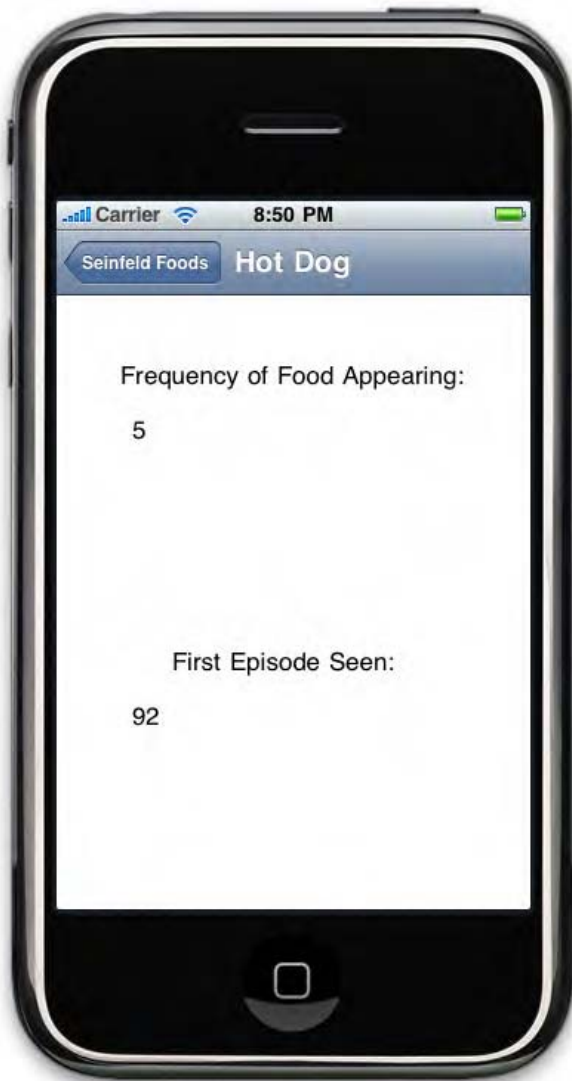 Carrier 8:50 PM
Seinfeld Foods Hot Dog
Frequency of Food Appearing:
5
First Episode Seen:
92